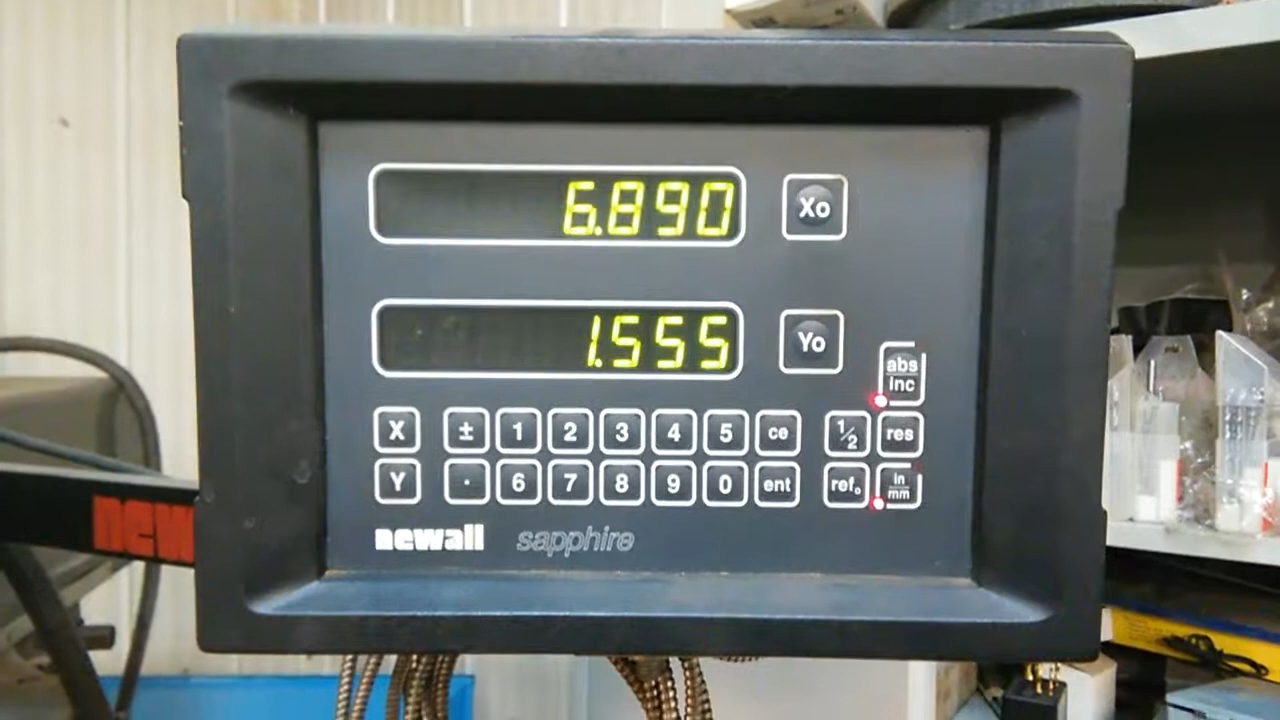 6.890
Xo
1.555
Yo
abs
inc
X ± 1 2 3 4 5 ce 1/2 res
Y . 6 7 8 9 0 ent ref₀ in
mm
newall sapphire
new